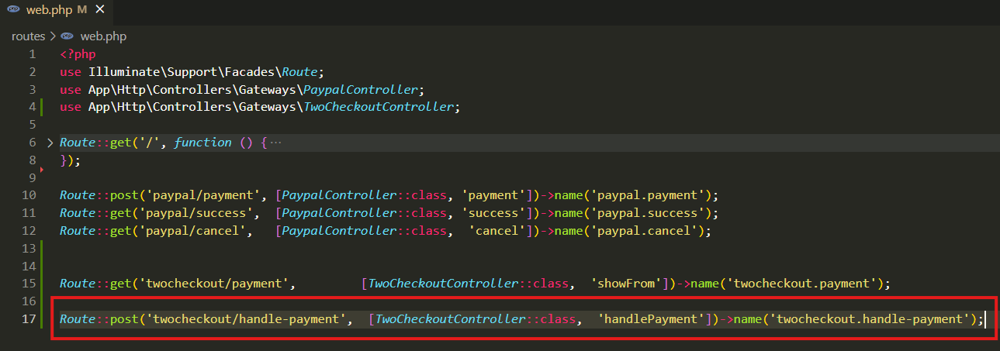 web.php M ×
routes > web.php
1 <?php
2 use Illuminate\Support\Facades\Route;
3 use App\Http\Controllers\Gateways\PaypalController;
4 use App\Http\Controllers\Gateways\TwoCheckoutController;
5
6 > Route::get('/', function () { ···
8 });
9
10 Route::post('paypal/payment', [PaypalController::class, 'payment'])->name('paypal.payment');
11 Route::get('paypal/success', [PaypalController::class, 'success'])->name('paypal.success');
12 Route::get('paypal/cancel', [PaypalController::class, 'cancel'])->name('paypal.cancel');
13
14
15 Route::get('twocheckout/payment', [TwoCheckoutController::class, 'showFrom'])->name('twocheckout.payment');
16
17 Route::post('twocheckout/handle-payment', [TwoCheckoutController::class, 'handlePayment'])->name('twocheckout.handle-payment');